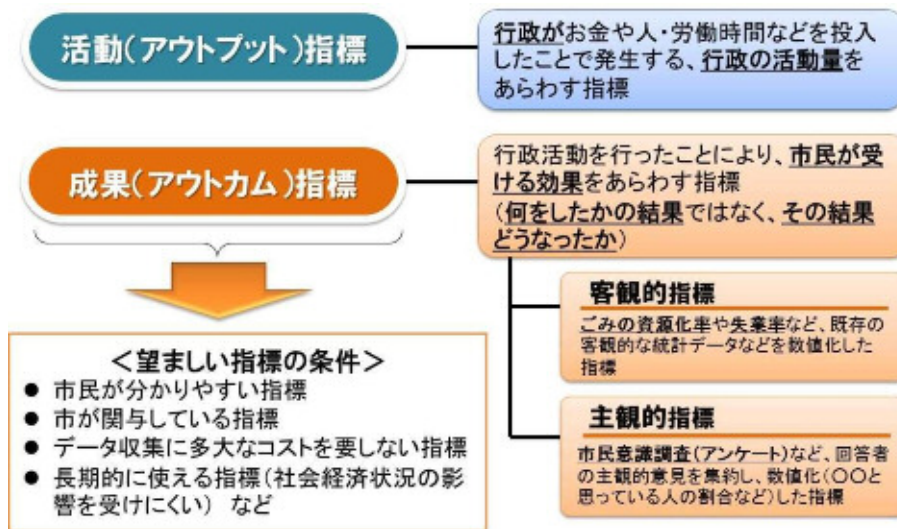 活動(アウトプット)指標
行政がお金や人・労働時間などを投入
したことで発生する、行政の活動量を
あらわす指標
成果(アウトカム)指標
行政活動を行ったことにより、市民が受
ける効果をあらわす指標
(何をしたかの結果ではなく、その結果
どうなったか)
客観的指標
ごみの資源化率や失業率など、既存の
客観的な統計データなどを数値化した
指標
主観的指標
市民意識調査(アンケート)など、回答者
の主観的意見を集約し、数値化(〇〇と
思っている人の割合など)した指標
<望ましい指標の条件>
● 市民が分かりやすい指標
● 市が関与している指標
● データ収集に多大なコストを要しない指標
● 長期的に使える指標(社会経済状況の影
響を受けにくい) など